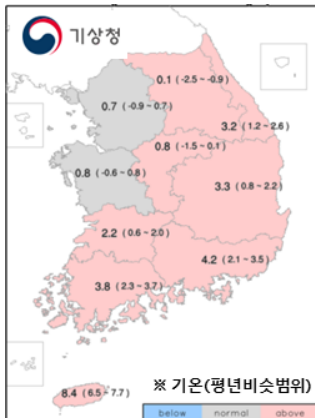 기상청
0.1 (-2.5 ~ -0.9)
0.7 (-0.9 ~ 0.7)
3.2 (1.2 ~ 2.6)
0.8 (-1.5 ~ 0.1)
0.8 (-0.6 ~ 0.8)
3.3 (0.8 ~ 2.2)
2.2 (0.6 ~ 2.0)
4.2 (2.1 ~ 3.5)
3.8 (2.3 ~ 3.7)
8.4 (6.5 ~ 7.7)
※ 기온(평년비슷범위)
below normal above